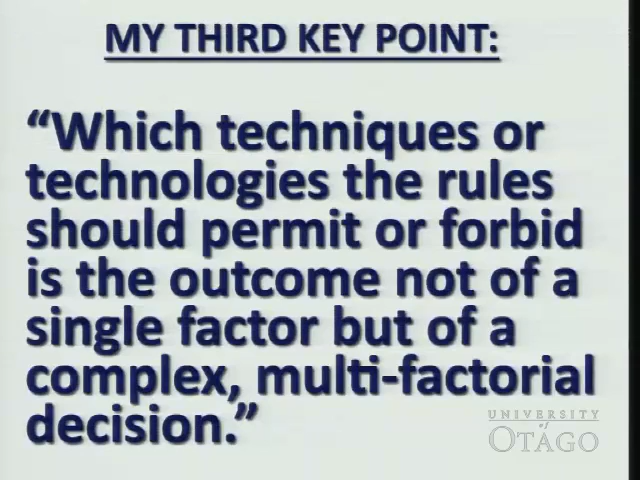 MY THIRD KEY POINT:
“Which techniques or
technologies the rules
should permit or forbid
is the outcome not of a
single factor but of a
complex, multi-factorial
decision.”
UNIVERSITY
of
OTĀGO